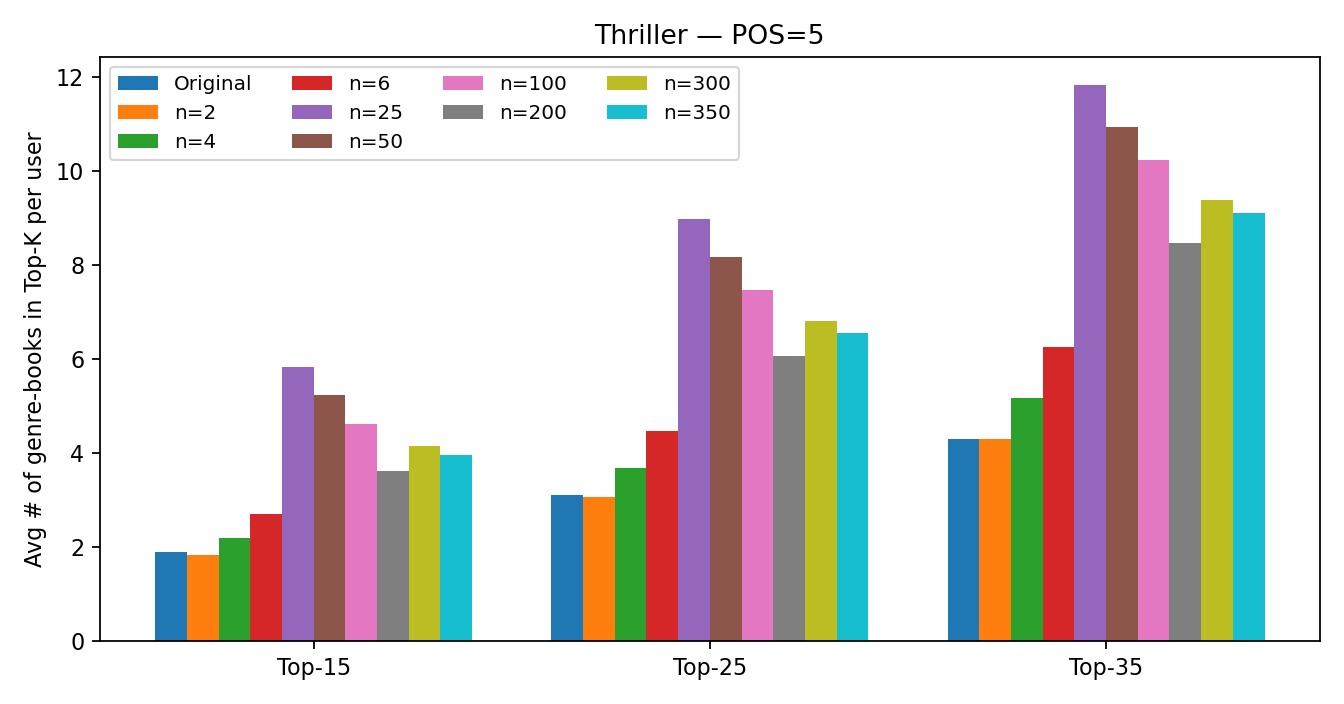 Thriller — POS=5
Avg # of genre-books in Top-K per user
12
10
8
6
4
2
0
Original
n=2
n=4
n=6
n=25
n=50
n=100
n=200
n=300
n=350
Top-15
Top-25
Top-35